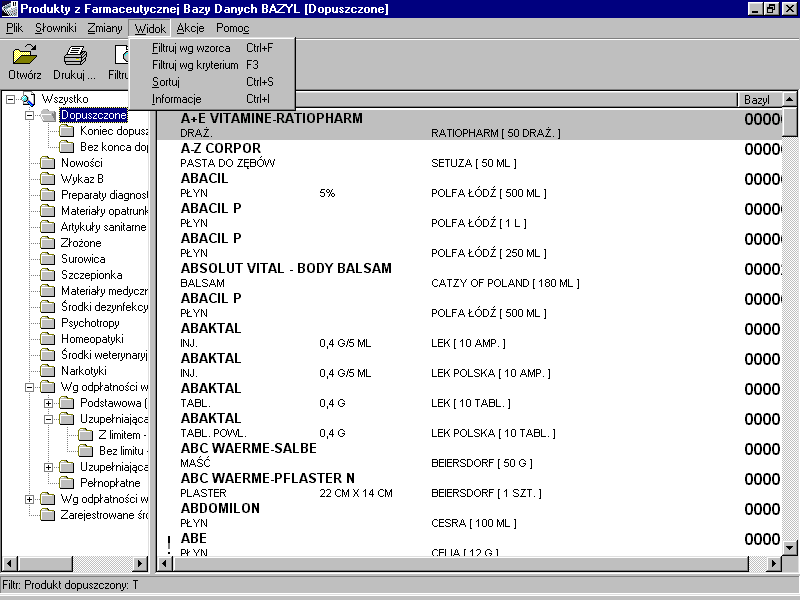 Produkty z Farmaceutycznej Bazy Danych BAZYL [Dopuszczone]
Plik Słowniki Zmiany Widok Akcje Pomoc
Otwórz Drukuj ... Filtru
Filtruj wg wzorca Ctrl+F
Filtruj wg kryterium F3
Sortuj Ctrl+S
Informacje Ctrl+I
Wszystko
Dopuszczone
Koniec dopusz
Bez konca do
Nowości
Wykaz B
Preparaty diagnost
Materiały opatrunk
Artykuły sanitarne
Złożone
Surowica
Szczepionka
Materiały medyczn
Środki dezynfekcy
Psychotropy
Homeopatyki
Środki weterynaryj
Narkotyki
Wg odpłatności w
Podstawowa (
Uzupełniająca
Z limitem -
Bez limitu -
Uzupełniająca
Pełnopłatne
Wg odpłatności w
Zarejestrowane śro
Bazyl
A+E VITAMINE-RATIOPHARM 0000
DRAŻ. RATIOPHARM [ 50 DRAŻ. ]
A-Z CORPOR 0000
PASTA DO ZĘBÓW SETUZA [ 50 ML ]
ABACIL 0000
PŁYN 5% POLFA ŁÓDŹ [ 500 ML ]
ABACIL P 0000
PŁYN POLFA ŁÓDŹ [ 1 L ]
ABACIL P 0000
PŁYN POLFA ŁÓDŹ [ 250 ML ]
ABSOLUT VITAL - BODY BALSAM 0000
BALSAM CATZY OF POLAND [ 180 ML ]
ABACIL P 0000
PŁYN POLFA ŁÓDŹ [ 500 ML ]
ABAKTAL 0000
INJ. 0,4 G/5 ML LEK [ 10 AMP. ]
ABAKTAL 0000
INJ. 0,4 G/5 ML LEK POLSKA [ 10 AMP. ]
ABAKTAL 0000
TABL. 0,4 G LEK [ 10 TABL. ]
ABAKTAL 0000
TABL. POWL. 0,4 G LEK POLSKA [ 10 TABL. ]
ABC WAERME-SALBE 0000
MAŚĆ BEIERSDORF [ 50 G ]
ABC WAERME-PFLASTER N 0000
PLASTER 22 CM X 14 CM BEIERSDORF [ 1 SZT. ]
ABDOMILON 0000
PŁYN CESRA [ 100 ML ]
! ABE 0000
PŁYN CELIA [ 12 G ]
Filtr: Produkt dopuszczony: T